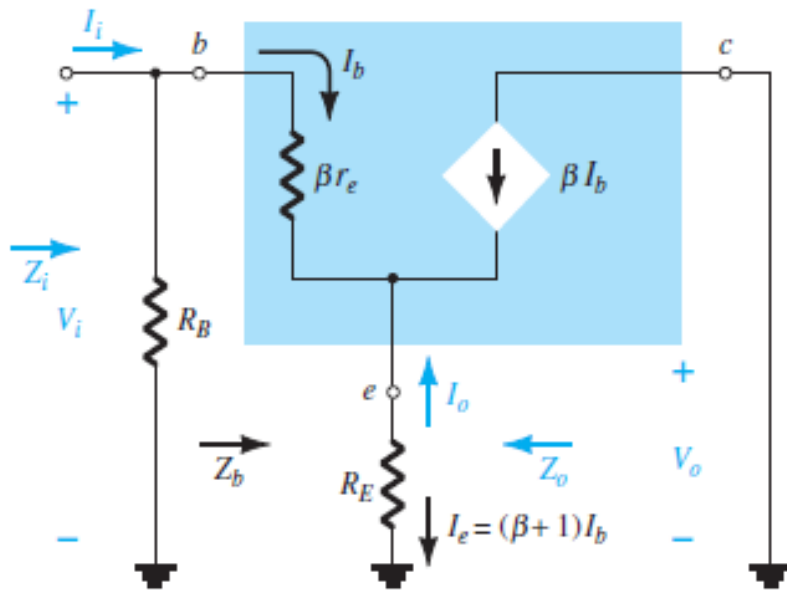 I_i
b
I_b
c
+
βr_e
βI_b
Z_i
V_i
R_B
e
I_o
+
Z_b
Z_o
V_o
R_E
I_e = (β + 1)I_b
−
−